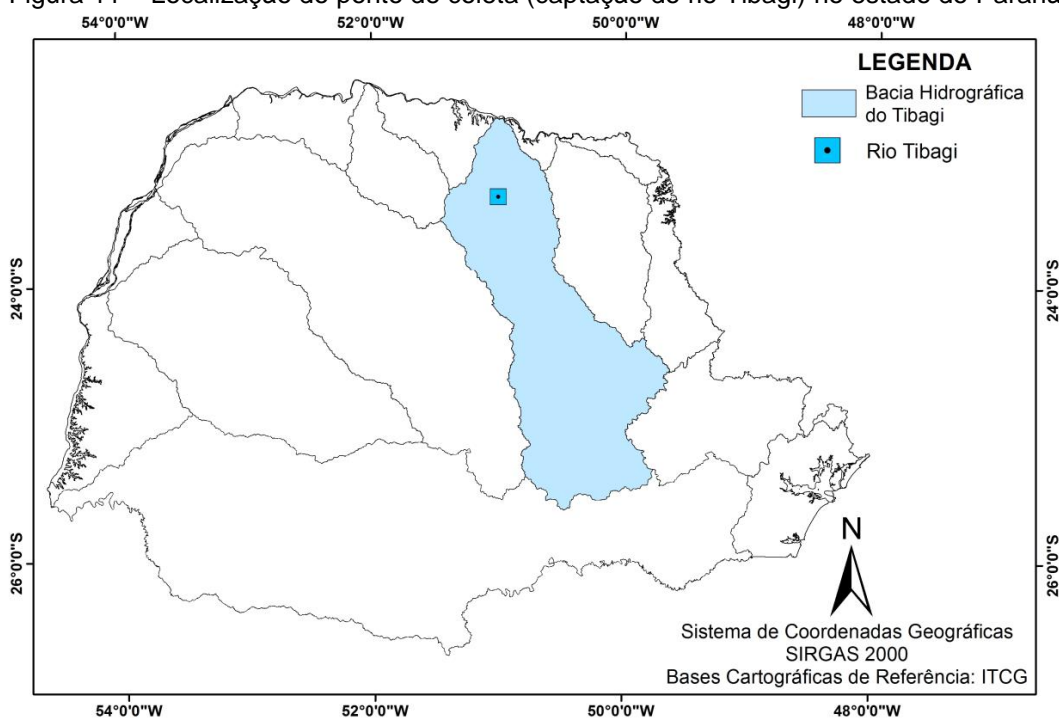 Figura 11 – Localização do ponto de coleta (captação do rio Tibagi) no estado do Paraná
54°0'0"W 52°0'0"W 50°0'0"W 48°0'0"W
LEGENDA
Bacia Hidrográfica
do Tibagi
Rio Tibagi
24°0'0"S 24°0'0"S
26°0'0"S 26°0'0"S
N
Sistema de Coordenadas Geográficas
SIRGAS 2000
Bases Cartográficas de Referência: ITCG
54°0'0"W 52°0'0"W 50°0'0"W 48°0'0"W